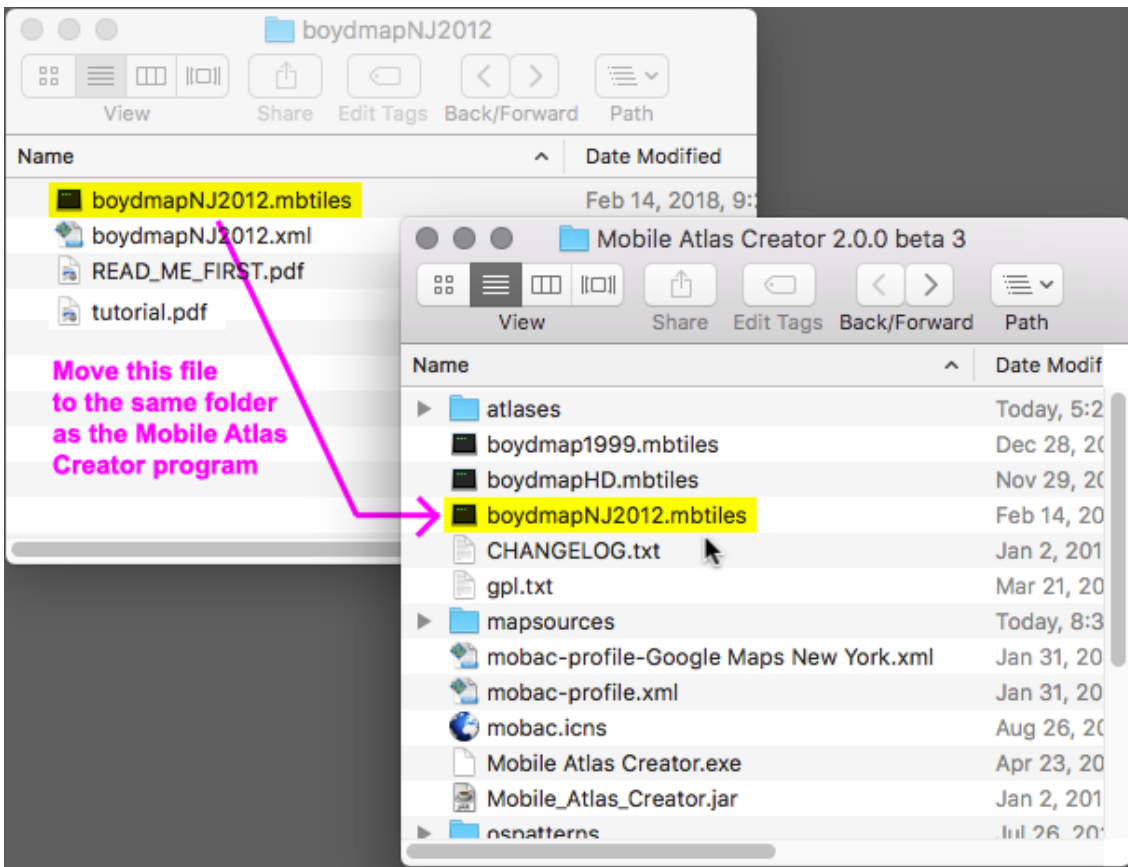 boydmapNJ2012
View Share Edit Tags Back/Forward Path
Name Date Modified
boydmapNJ2012.mbtiles Feb 14, 2018, 9:
boydmapNJ2012.xml
READ_ME_FIRST.pdf
tutorial.pdf
Move this file
to the same folder
as the Mobile Atlas
Creator program
Mobile Atlas Creator 2.0.0 beta 3
View Share Edit Tags Back/Forward Path
Name Date Modif
atlases Today, 5:2
boydmap1999.mbtiles Dec 28, 20
boydmapHD.mbtiles Nov 29, 20
boydmapNJ2012.mbtiles Feb 14, 20
CHANGELOG.txt Jan 2, 201
gpl.txt Mar 21, 20
mapsources Today, 8:3
mobac-profile-Google Maps New York.xml Jan 31, 20
mobac-profile.xml Jan 31, 20
mobac.icns Aug 26, 20
Mobile Atlas Creator.exe Apr 23, 20
Mobile_Atlas_Creator.jar Jan 2, 201
ospatterns Jul 26, 20